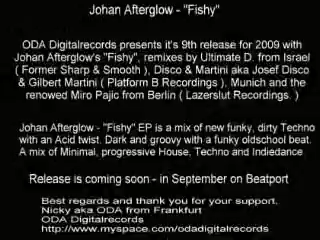 Johan Afterglow - "Fishy"
ODA Digitalrecords presents it's 9th release for 2009 with
Johan Afterglow's "Fishy", remixes by Ultimate D. from Israel
( Former Sharp & Smooth ), Disco & Martini aka Josef Disco
& Gilbert Martini ( Platform B Recordings ), Munich and the
renowed Miro Pajic from Berlin ( Lazerslut Recordings. )
Johan Afterglow - "Fishy" EP is a mix of new funky, dirty Techno
with an Acid twist. Dark and groovy with a funky oldschool beat.
A mix of Minimal, progressive House, Techno and Indiedance
Release is coming soon - in September on Beatport
Best regards and thank you for your support.
Nicky aka ODA from Frankfurt
ODA Digitalrecords
http://www.myspace.com/odadigitalrecords